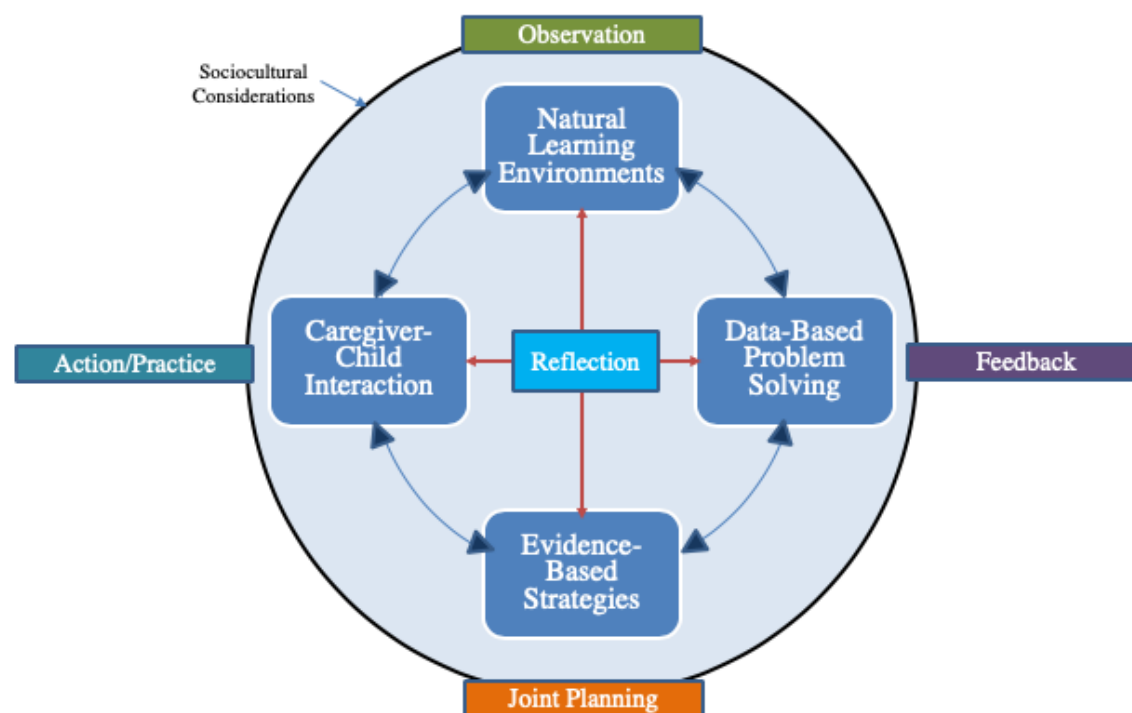 Observation
Sociocultural
Considerations
Natural
Learning
Environments
Caregiver-
Child
Interaction
Data-Based
Problem
Solving
Action/Practice
Reflection
Feedback
Evidence-
Based
Strategies
Joint Planning